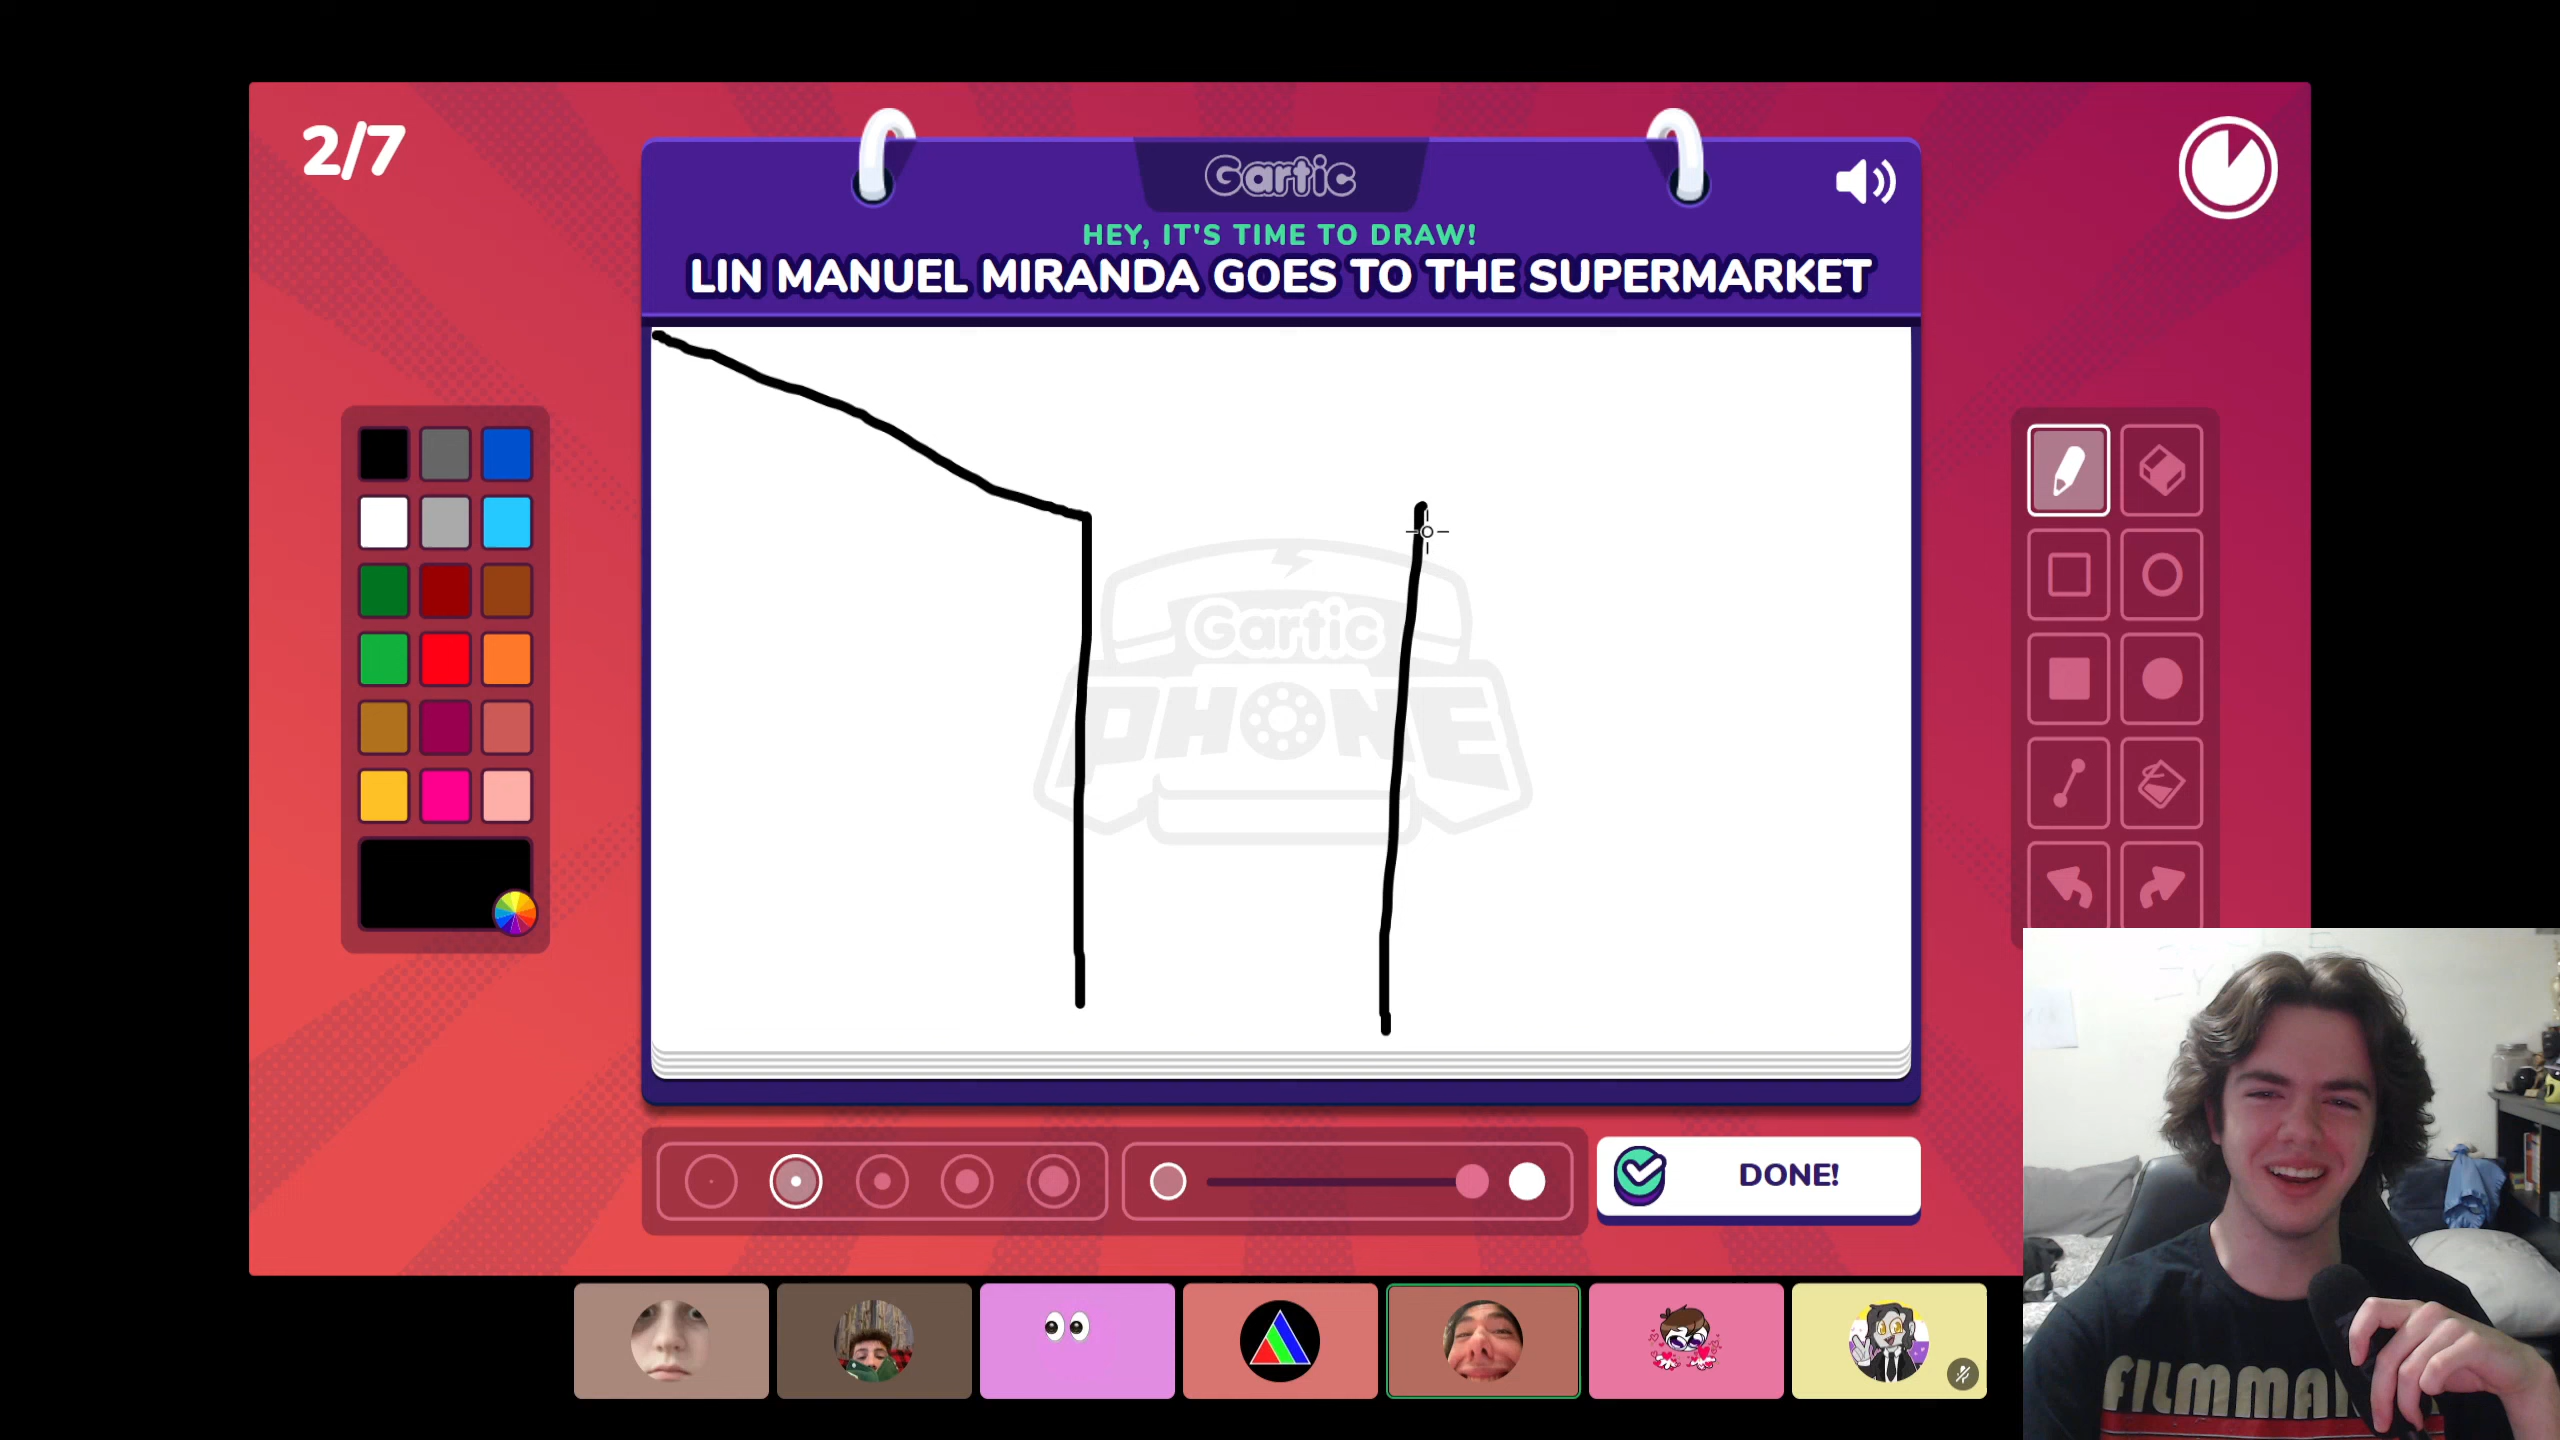 2/7
Gartic
HEY, IT'S TIME TO DRAW!
LIN MANUEL MIRANDA GOES TO THE SUPERMARKET
Gartic
PHONE
DONE!
FILMMA